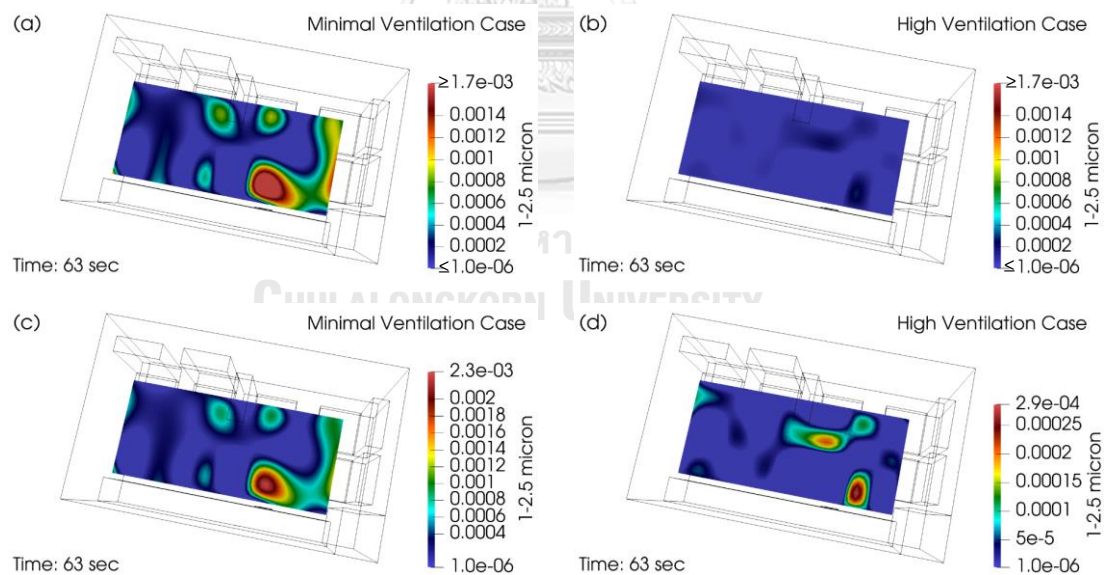 (a)
Minimal Ventilation Case
≥1.7e-03
0.0014
0.0012
0.001
0.0008
0.0006
0.0004
0.0002
≤1.0e-06
1-2.5 micron
Time: 63 sec
(b)
High Ventilation Case
≥1.7e-03
0.0014
0.0012
0.001
0.0008
0.0006
0.0004
0.0002
≤1.0e-06
1-2.5 micron
Time: 63 sec
CHULALONGKORN UNIVERSITY
(c)
Minimal Ventilation Case
2.3e-03
0.002
0.0018
0.0016
0.0014
0.0012
0.001
0.0008
0.0006
0.0004
1.0e-06
1-2.5 micron
Time: 63 sec
(d)
High Ventilation Case
2.9e-04
0.00025
0.0002
0.00015
0.0001
5e-5
1.0e-06
1-2.5 micron
Time: 63 sec